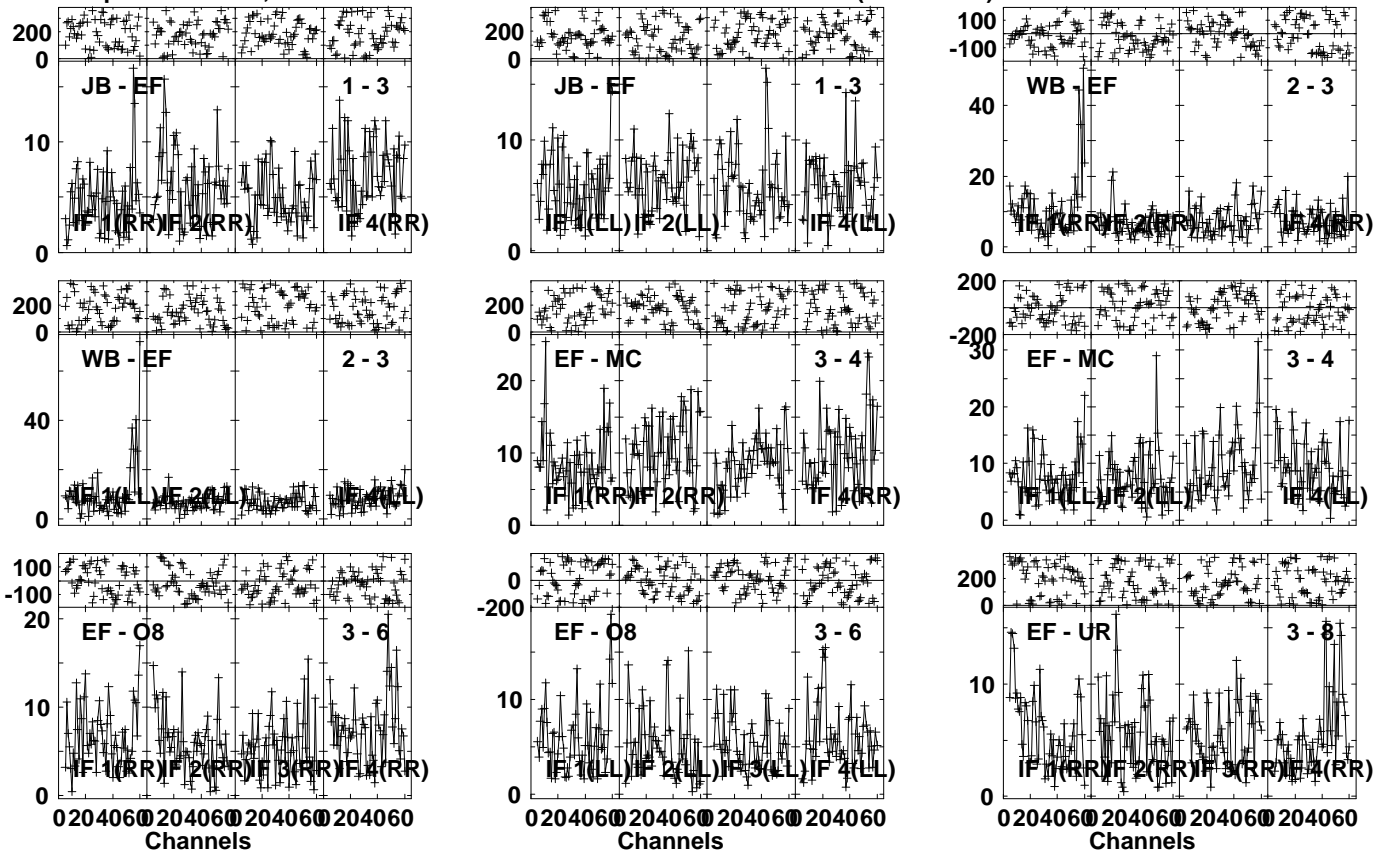 200
0
JB - EF 1 - 3
10
0
IF 1(RR) IF 2(RR) IF 4(RR)
200
0
JB - EF 1 - 3
10
0
IF 1(LL) IF 2(LL) IF 4(LL)
100
-100
WB - EF 2 - 3
40
20
0
IF 1(RR) IF 2(RR) IF 4(RR)
200
0
WB - EF 2 - 3
40
0
IF 1(LL) IF 2(LL) IF 4(LL)
200
0
EF - MC 3 - 4
20
10
0
IF 1(RR) IF 2(RR) IF 4(RR)
200
-200
EF - MC 3 - 4
30
20
10
0
IF 1(LL) IF 2(LL) IF 4(LL)
100
-100
EF - O8 3 - 6
20
10
0
IF 1(RR) IF 2(RR) IF 3(RR) IF 4(RR)
0 20 40 60 0 20 40 60 0 20 40 60 0 20 40 60
Channels
0
-200
EF - O8 3 - 6
10
0
IF 1(LL) IF 2(LL) IF 3(LL) IF 4(LL)
0 20 40 60 0 20 40 60 0 20 40 60 0 20 40 60
Channels
200
0
EF - UR 3 - 8
10
0
IF 1(RR) IF 2(RR) IF 3(RR) IF 4(RR)
0 20 40 60 0 20 40 60 0 20 40 60 0 20 40 60
Channels